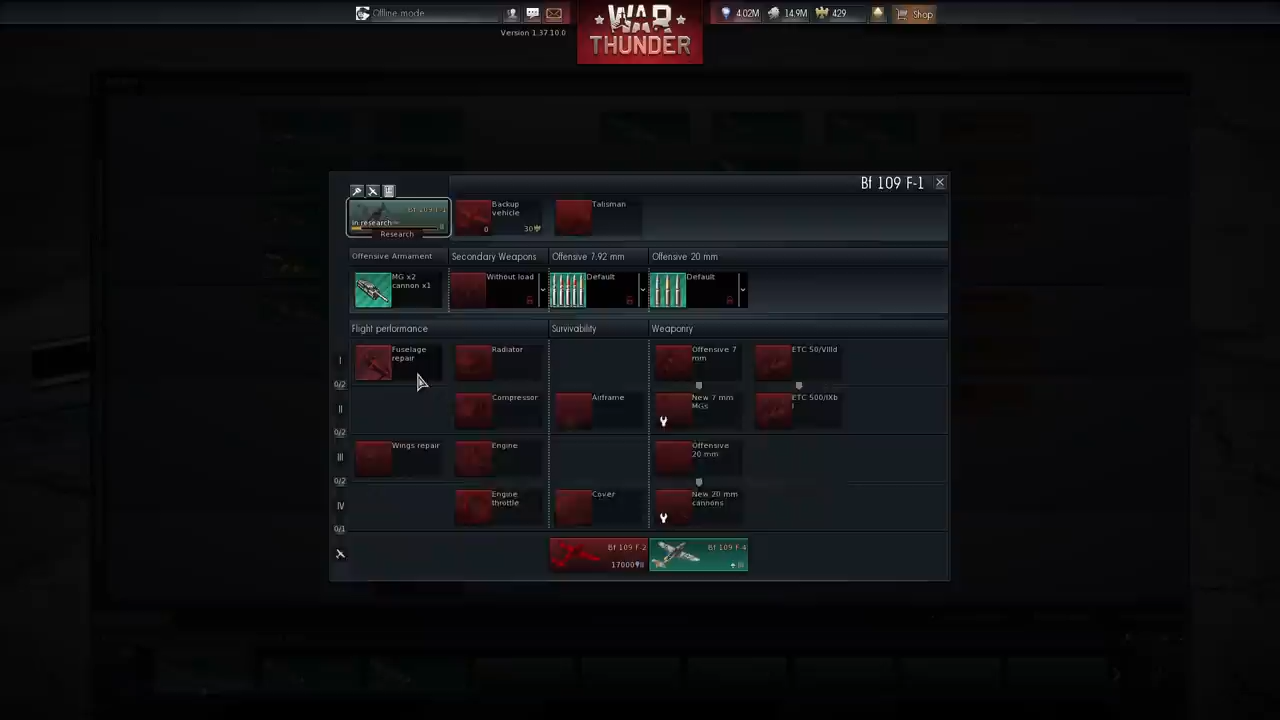 Offline mode
4.02M
14.9M
429
Shop
Version 1.37.10.0
WAR
THUNDER
Bf 109 F-1
Bf 109 F-1
In research
Research
Backup
vehicle
0
30
Talisman
Offensive Armament
Secondary Weapons
Offensive 7.92 mm
Offensive 20 mm
MG x2
cannon x1
Without load
Default
Default
Flight performance
Survivability
Weaponry
I
Fuselage
repair
Radiator
Offensive 7
mm
ETC 50/VIIId
0/2
II
Compressor
Airframe
New 7 mm
MGs
ETC 500/IXb
I
0/2
III
Wings repair
Engine
Offensive
20 mm
0/2
IV
Engine
throttle
Cover
New 20 mm
cannons
0/1
Bf 109 F-2
17000
II
Bf 109 F-4
III